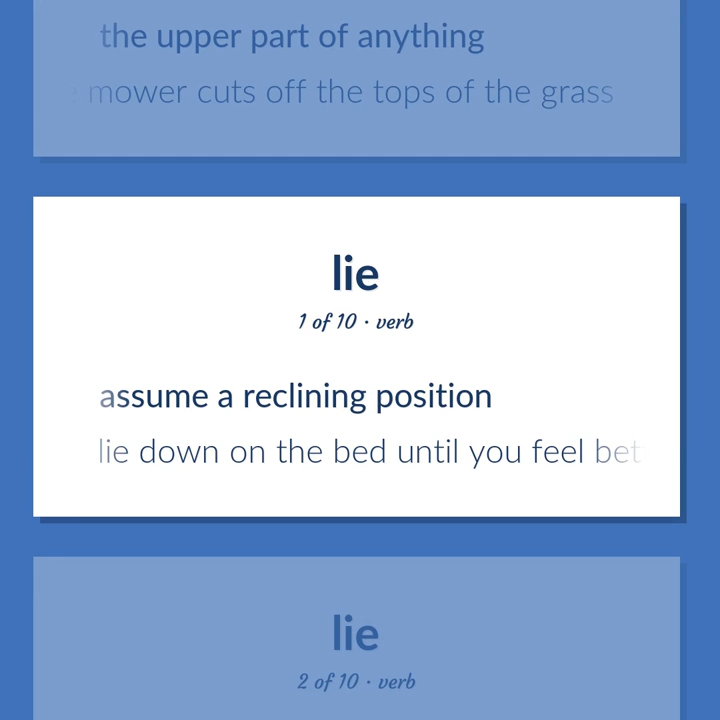 the upper part of anything
mower cuts off the tops of the grass
lie
1 of 10 · verb
assume a reclining position
lie down on the bed until you feel bet
lie
2 of 10 · verb